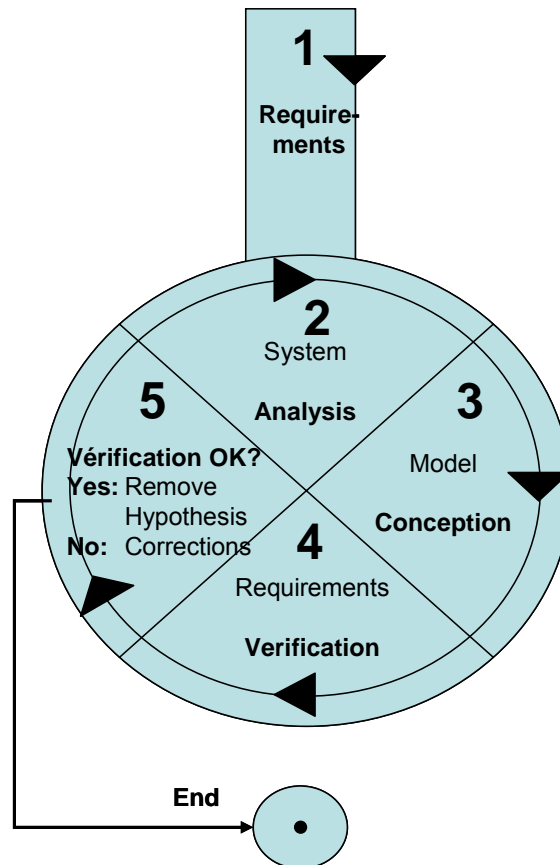 1
Require-
ments
2
System
Analysis
3
Model
Conception
4
Requirements
Verification
5
Vérification OK?
Yes: Remove
Hypothesis
No: Corrections
End